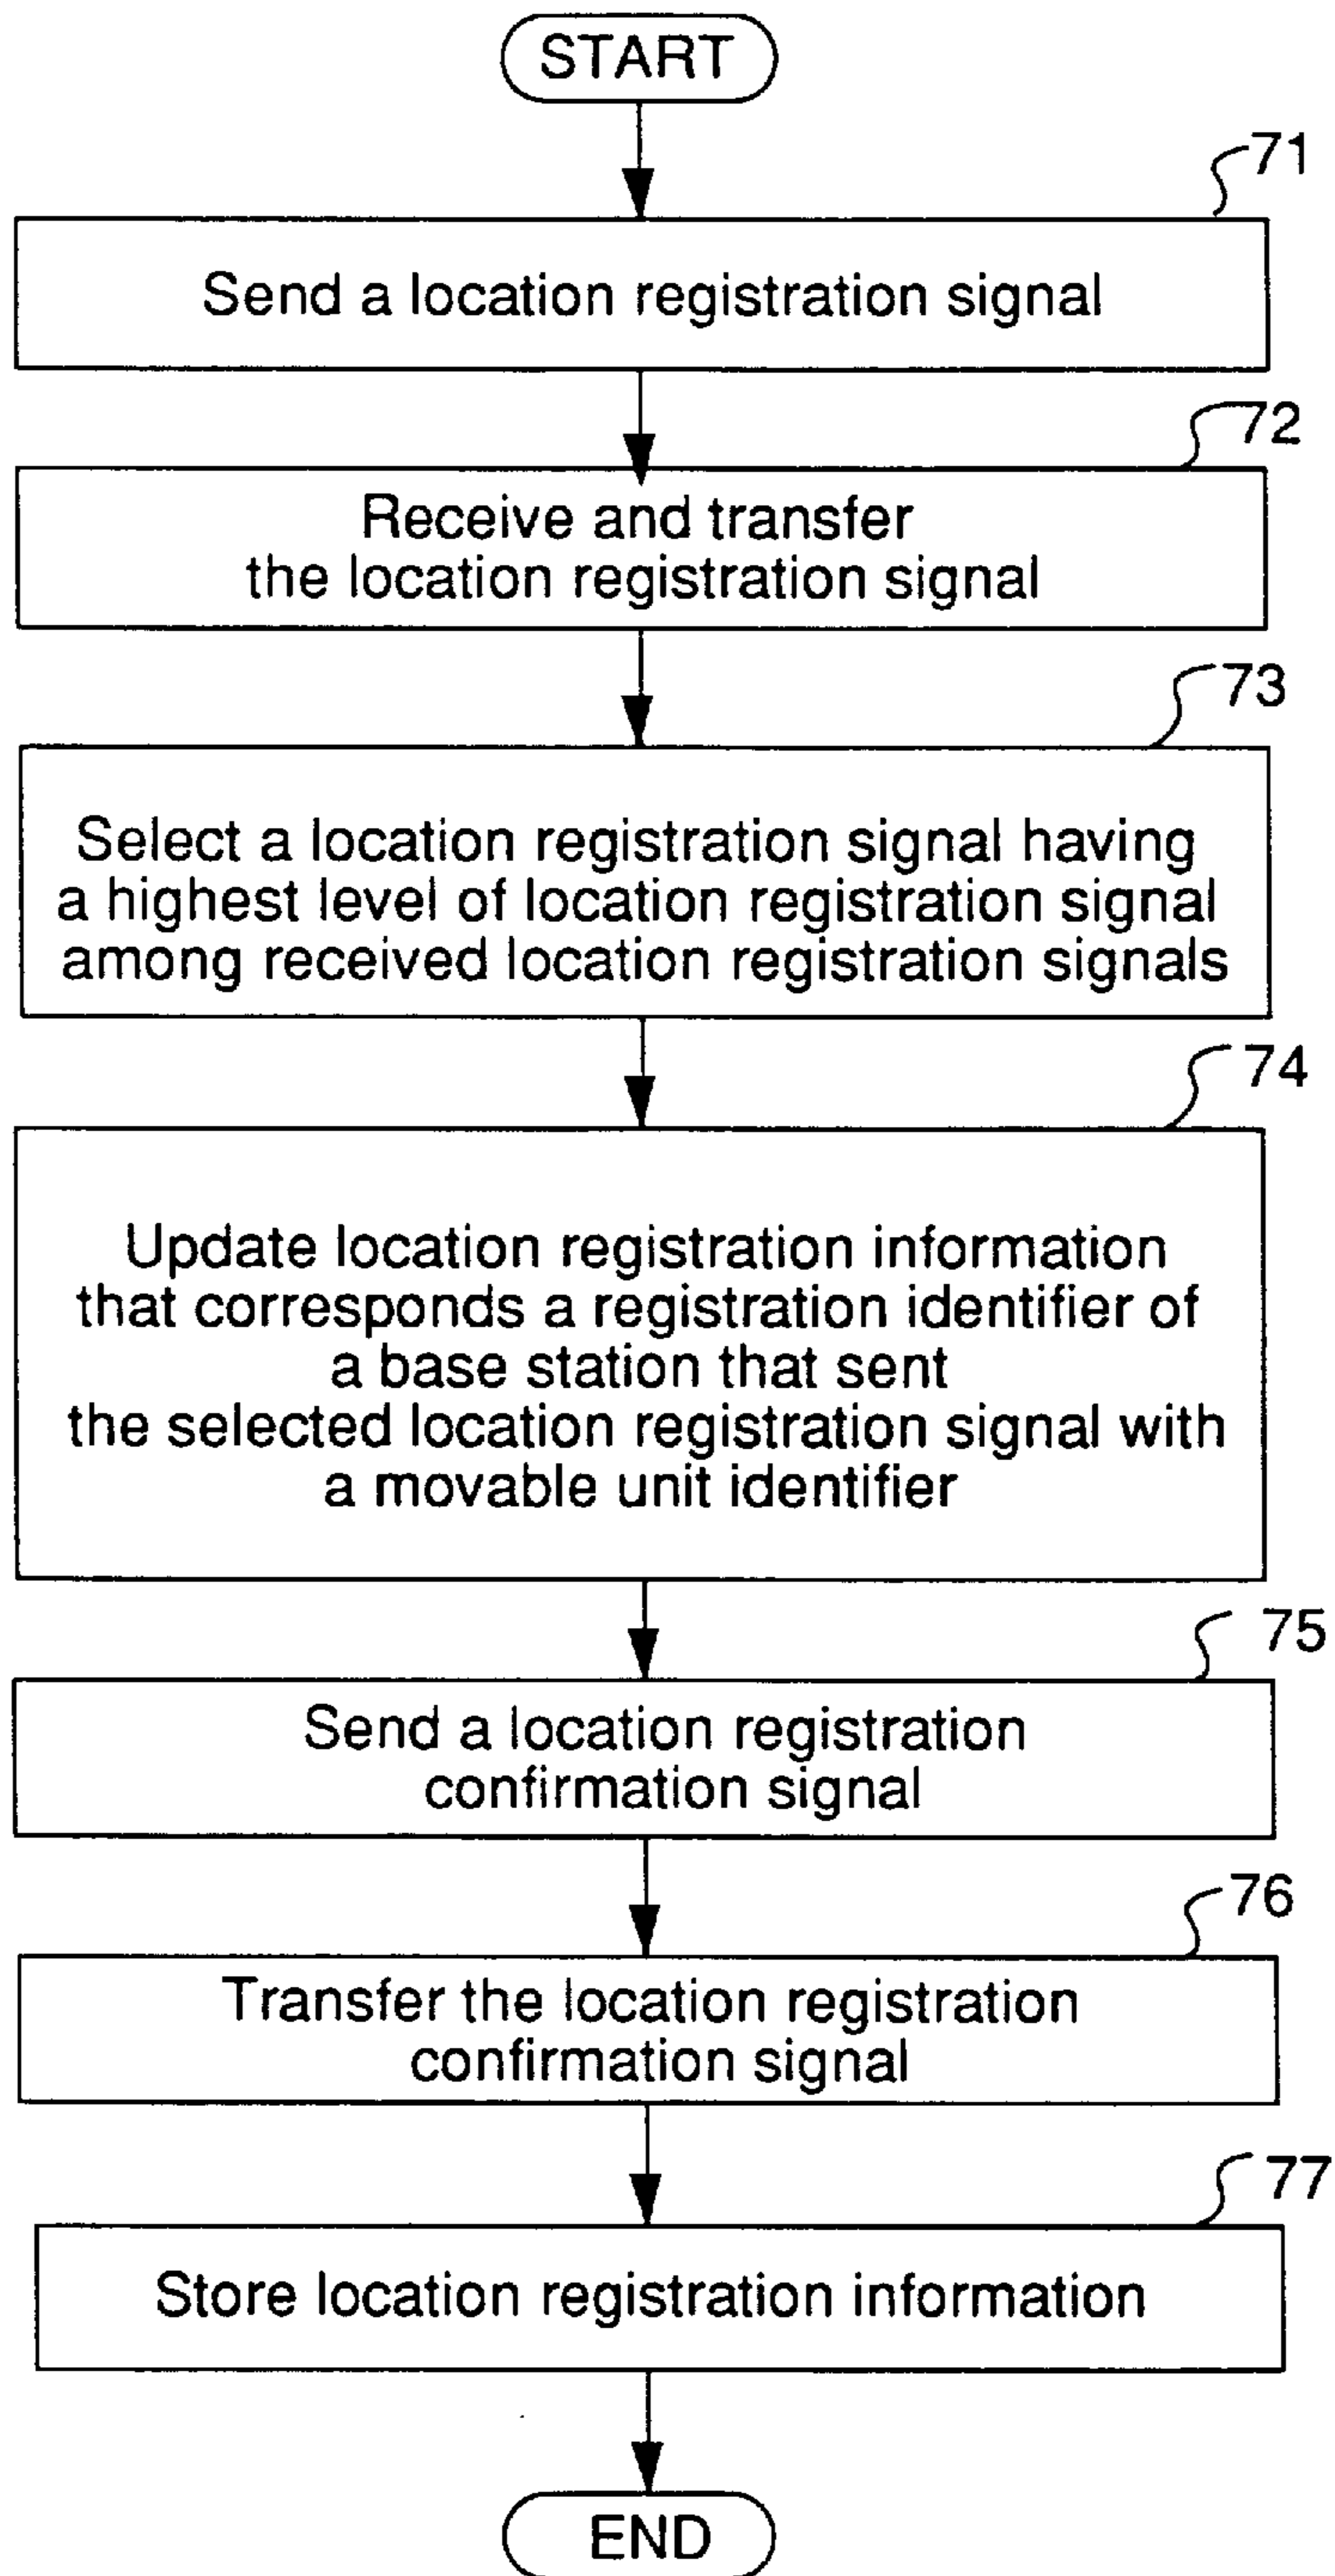 START
71
Send a location registration signal
72
Receive and transfer
the location registration signal
73
Select a location registration signal having
a highest level of location registration signal
among received location registration signals
74
Update location registration information
that corresponds a registration identifier of
a base station that sent
the selected location registration signal with
a movable unit identifier
75
Send a location registration
confirmation signal
76
Transfer the location registration
confirmation signal
77
Store location registration information
END